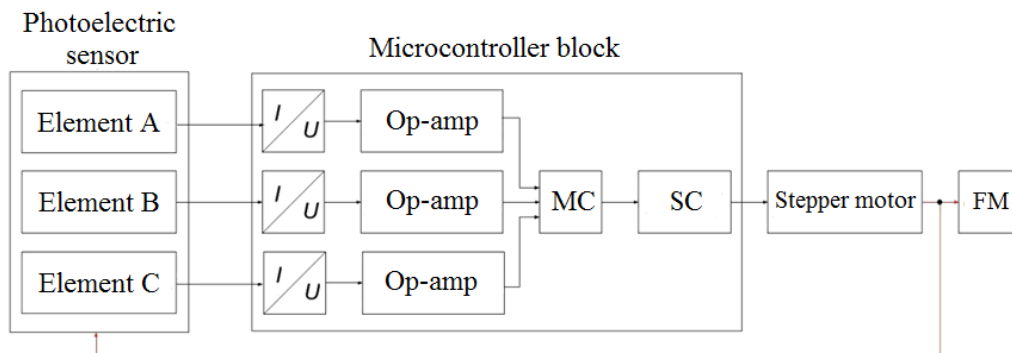 Photoelectric
sensor
Microcontroller block
Element A
I/U
Op-amp
Element B
I/U
Op-amp
MC
SC
Stepper motor
FM
Element C
I/U
Op-amp